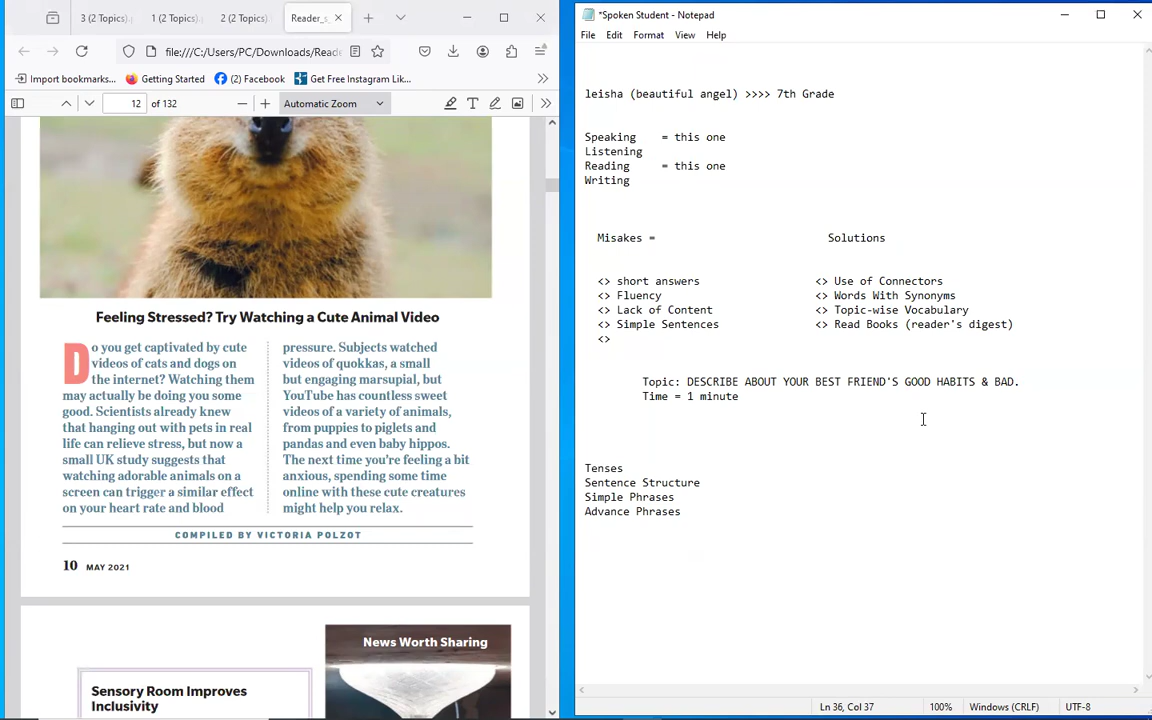 3 (2 Topics).
1 (2 Topics).
2 (2 Topics)
Reader_s_
file:///C:/Users/PC/Downloads/Reade
Import bookmarks...
Getting Started
(2) Facebook
Get Free Instagram Lik...
12 of 132
Automatic Zoom
Feeling Stressed? Try Watching a Cute Animal Video
Do you get captivated by cute
videos of cats and dogs on
the internet? Watching them
may actually be doing you some
good. Scientists already knew
that hanging out with pets in real
life can relieve stress, but now a
small UK study suggests that
watching adorable animals on a
screen can trigger a similar effect
on your heart rate and blood
pressure. Subjects watched
videos of quokkas, a small
but engaging marsupial, but
YouTube has countless sweet
videos of a variety of animals,
from puppies to piglets and
pandas and even baby hippos.
The next time you're feeling a bit
anxious, spending some time
online with these cute creatures
might help you relax.
COMPILED BY VICTORIA POLZOT
10 MAY 2021
News Worth Sharing
Sensory Room Improves
Inclusivity
*Spoken Student - Notepad
File Edit Format View Help
leisha (beautiful angel) >>>> 7th Grade
Speaking = this one
Listening
Reading = this one
Writing
Misakes = Solutions
<> short answers <> Use of Connectors
<> Fluency <> Words With Synonyms
<> Lack of Content <> Topic-wise Vocabulary
<> Simple Sentences <> Read Books (reader's digest)
<>
Topic: DESCRIBE ABOUT YOUR BEST FRIEND'S GOOD HABITS & BAD.
Time = 1 minute
Tenses
Sentence Structure
Simple Phrases
Advance Phrases
Ln 36, Col 37 100% Windows (CRLF) UTF-8